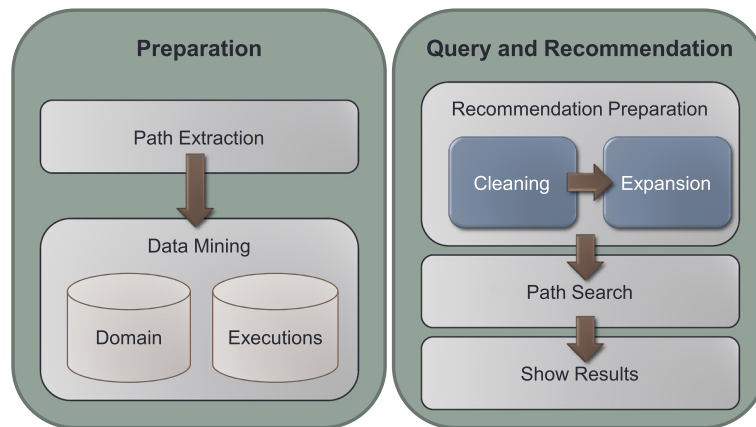 Preparation
Path Extraction
Data Mining
Domain
Executions
Query and Recommendation
Recommendation Preparation
Cleaning
Expansion
Path Search
Show Results